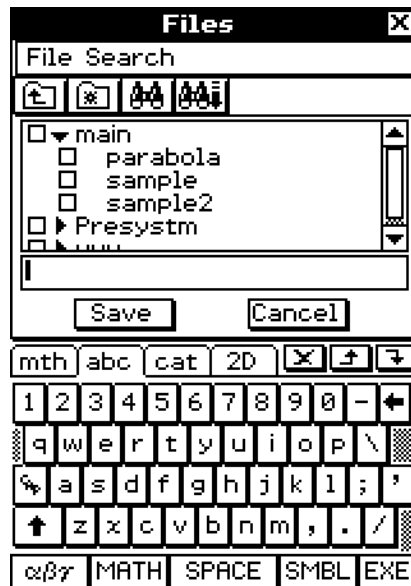 Files
File Search
main
parabola
sample
sample2
Presystm
Save Cancel
mth abc cat 2D
1 2 3 4 5 6 7 8 9 0 -
q w e r t y u i o p \
a s d f g h j k l ; '
z x c v b n m , . /
αβγ MATH SPACE SMBL EXE